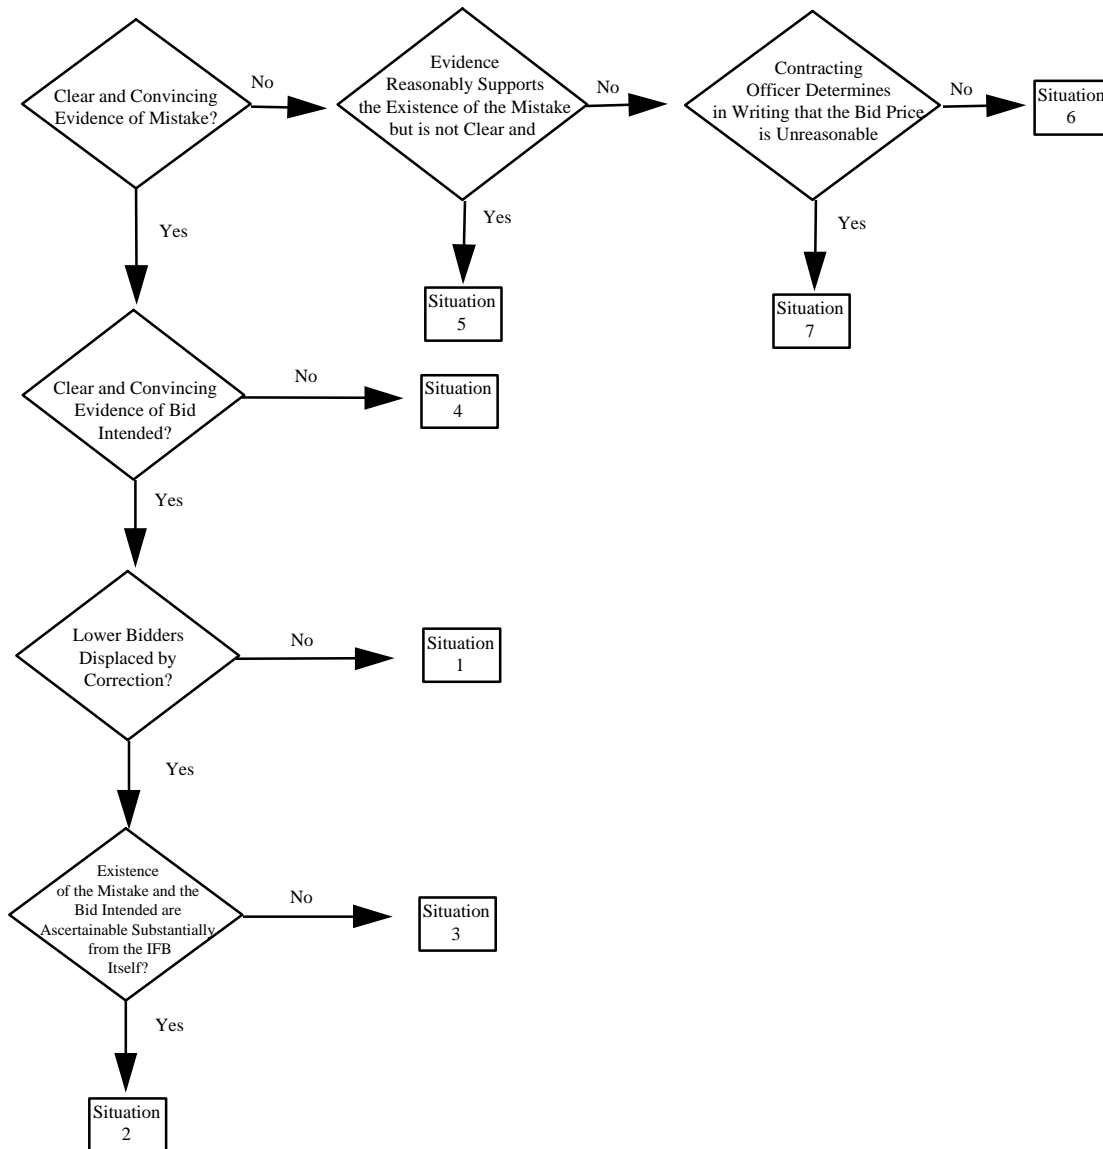 Clear and Convincing
Evidence of Mistake?
No
Evidence
Reasonably Supports
the Existence of the Mistake
but is not Clear and
No
Contracting
Officer Determines
in Writing that the Bid Price
is Unreasonable
No
Situation
6
Yes
Yes
Yes
Situation
5
Situation
7
Clear and Convincing
Evidence of Bid
Intended?
No
Situation
4
Yes
Lower Bidders
Displaced by
Correction?
No
Situation
1
Yes
Existence
of the Mistake and the
Bid Intended are
Ascertainable Substantially
from the IFB
Itself?
No
Situation
3
Yes
Situation
2